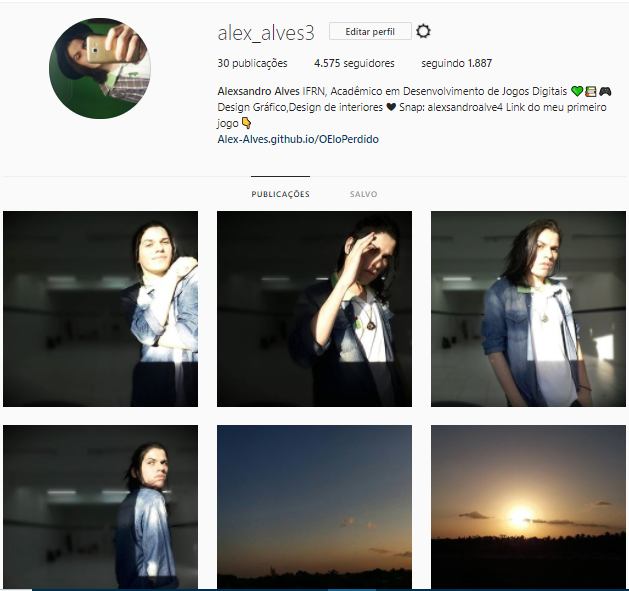 alex_alves3 Editar perfil
30 publicações 4.575 seguidores seguindo 1.887
Alexsandro Alves IFRN, Acadêmico em Desenvolvimento de Jogos Digitais 💚📔🎮
Design Gráfico,Design de interiores ❤ Snap: alexsandroalve4 Link do meu primeiro
jogo 👇
Alex-Alves.github.io/OEloPerdido
PUBLICAÇÕES SALVO